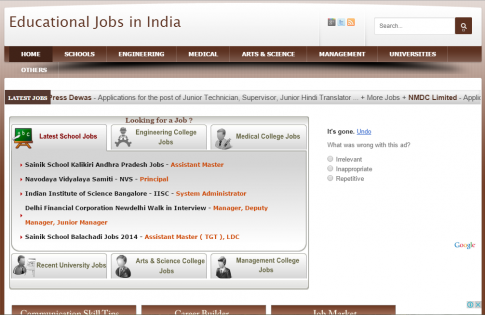 Educational Jobs in India
Search...
HOME SCHOOLS ENGINEERING MEDICAL ARTS & SCIENCE MANAGEMENT UNIVERSITIES
OTHERS
LATEST JOBS Press Dewas - Applications for the post of Junior Technician, Supervisor, Junior Hindi Translator ... + More Jobs + NMDC Limited - Applic
Looking for a Job ?
Latest School Jobs
Engineering College
Jobs
Medical College Jobs
Sainik School Kalikiri Andhra Pradesh Jobs - Assistant Master
Navodaya Vidyalaya Samiti - NVS - Principal
Indian Institute of Science Bangalore - IISC - System Administrator
Delhi Financial Corporation Newdelhi Walk in Interview - Manager, Deputy
Manager, Junior Manager
Sainik School Balachadi Jobs 2014 - Assistant Master ( TGT ), LDC
Recent University Jobs
Arts & Science College
Jobs
Management College
Jobs
It's gone. Undo
What was wrong with this ad?
Irrelevant
Inappropriate
Repetitive
Google
Communication Skill Tips
Career Builder
Job Market